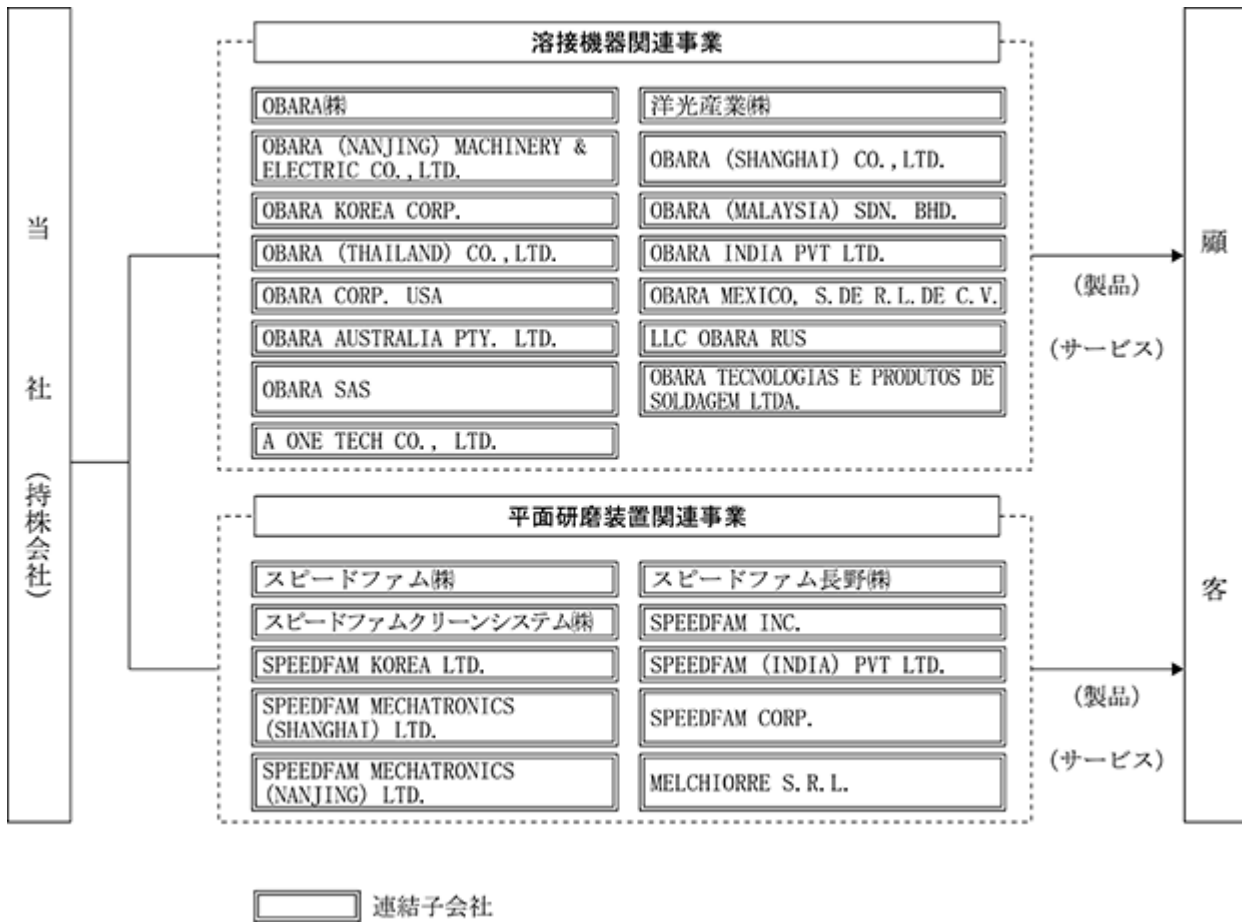 当社(持株会社)
溶接機器関連事業
OBARA㈱
洋光産業㈱
OBARA (NANJING) MACHINERY &
ELECTRIC CO.,LTD.
OBARA (SHANGHAI) CO.,LTD.
OBARA KOREA CORP.
OBARA (MALAYSIA) SDN. BHD.
OBARA (THAILAND) CO.,LTD.
OBARA INDIA PVT LTD.
OBARA CORP. USA
OBARA MEXICO, S.DE R.L.DE C.V.
OBARA AUSTRALIA PTY. LTD.
LLC OBARA RUS
OBARA SAS
OBARA TECNOLOGIAS E PRODUTOS DE
SOLDAGEM LTDA.
A ONE TECH CO., LTD.
(製品)
(サービス)
平面研磨装置関連事業
スピードファム㈱
スピードファム長野㈱
スピードファムクリーンシステム㈱
SPEEDFAM INC.
SPEEDFAM KOREA LTD.
SPEEDFAM (INDIA) PVT LTD.
SPEEDFAM MECHATRONICS
(SHANGHAI) LTD.
SPEEDFAM CORP.
SPEEDFAM MECHATRONICS
(NANJING) LTD.
MELCHIORRE S.R.L.
(製品)
(サービス)
顧客
連結子会社